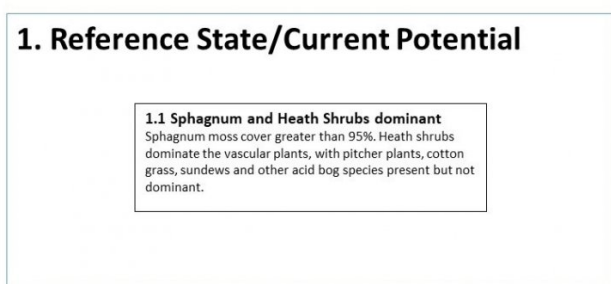 1. Reference State/Current Potential
1.1 Sphagnum and Heath Shrubs dominant
Sphagnum moss cover greater than 95%. Heath shrubs
dominate the vascular plants, with pitcher plants, cotton
grass, sundews and other acid bog species present but not
dominant.